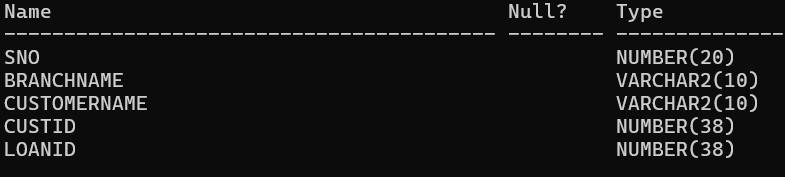 Name Null? Type
----------------------------------------- -------- --------------
SNO NUMBER(20)
BRANCHNAME VARCHAR2(10)
CUSTOMERNAME VARCHAR2(10)
CUSTID NUMBER(38)
LOANID NUMBER(38)